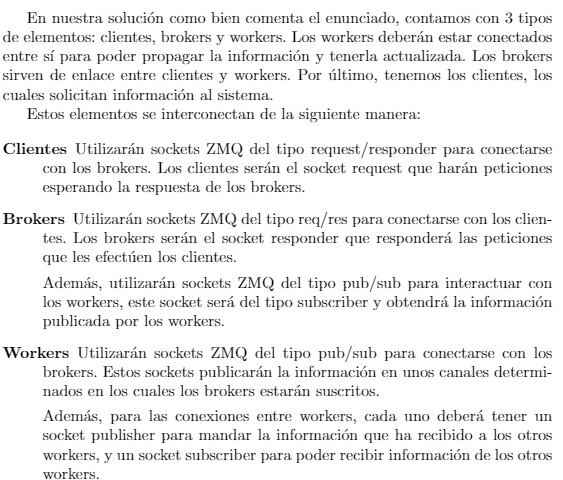 En nuestra solución como bien comenta el enunciado, contamos con 3 tipos
de elementos: clientes, brokers y workers. Los workers deberán estar conectados
entre sí para poder propagar la información y tenerla actualizada. Los brokers
sirven de enlace entre clientes y workers. Por último, tenemos los clientes, los
cuales solicitan información al sistema.
Estos elementos se interconectan de la siguiente manera:
Clientes Utilizarán sockets ZMQ del tipo request/responder para conectarse
con los brokers. Los clientes serán el socket request que harán peticiones
esperando la respuesta de los brokers.
Brokers Utilizarán sockets ZMQ del tipo req/res para conectarse con los clien-
tes. Los brokers serán el socket responder que responderá las peticiones
que les efectúen los clientes.
Además, utilizarán sockets ZMQ del tipo pub/sub para interactuar con
los workers, este socket será del tipo subscriber y obtendrá la información
publicada por los workers.
Workers Utilizarán sockets ZMQ del tipo pub/sub para conectarse con los
brokers. Estos sockets publicarán la información en unos canales determi-
nados en los cuales los brokers estarán suscritos.
Además, para las conexiones entre workers, cada uno deberá tener un
socket publisher para mandar la información que ha recibido a los otros
workers, y un socket subscriber para poder recibir información de los otros
workers.